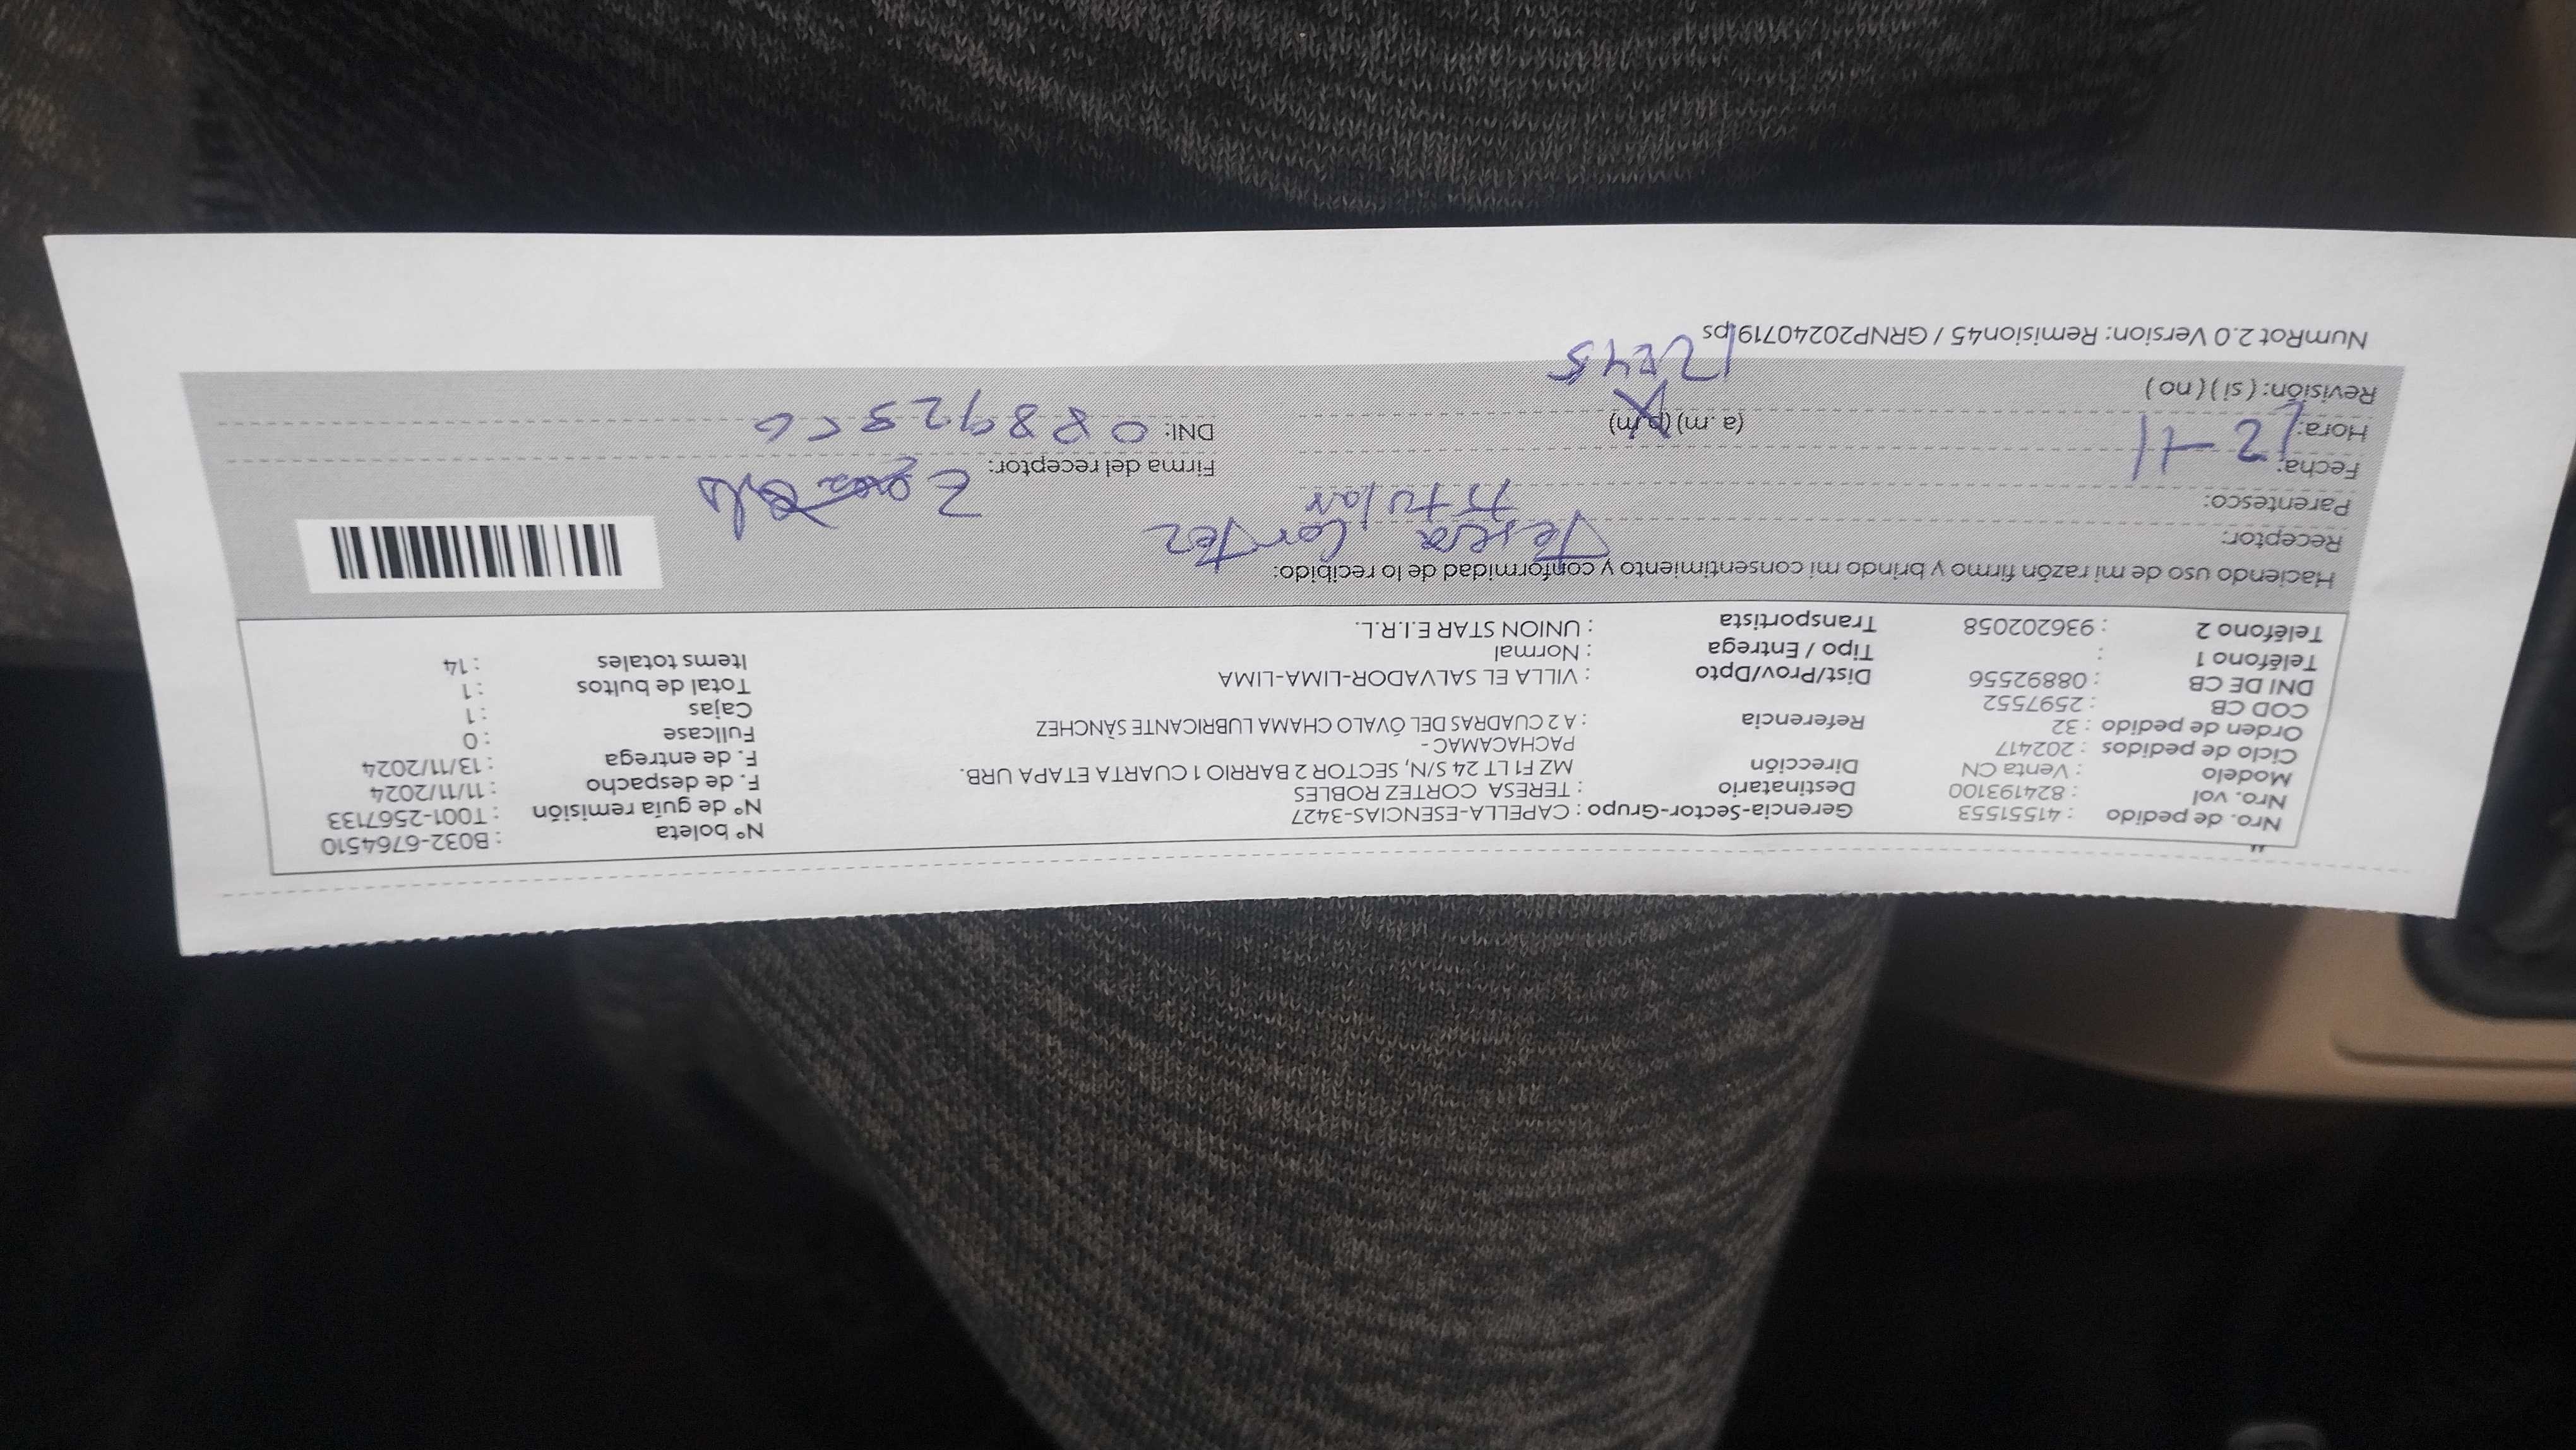 Nro. de pedido : 41551553 Gerencia-Sector-Grupo : CAPELLA-ESENCIAS-3427 N° boleta : B032-6764510
Nro. vol : 824193100 Destinatario : TERESA CORTEZ ROBLES N° de guía remisión : T001-2567133
Modelo : Venta CN Dirección MZ F1 LT 24 S/N, SECTOR 2 BARRIO 1 CUARTA ETAPA URB. F. de despacho : 11/11/2024
Ciclo de pedidos : 202417 PACHACAMAC - F. de entrega : 13/11/2024
Orden de pedido : 32 Referencia : A 2 CUADRAS DEL ÓVALO CHAMA LUBRICANTE SÀNCHEZ Fullcase : 0
COD CB : 2597552 Cajas : 1
DNI DE CB : 08892556 Dist/Prov/Dpto : VILLA EL SALVADOR-LIMA-LIMA Total de bultos : 1
Teléfono 1 : Tipo / Entrega : Normal Items totales : 14
Teléfono 2 : 936202058 Transportista : UNION STAR E.I.R.L.
Haciendo uso de mi razón firmo y brindo mi consentimiento y conformidad de lo recibido:
Receptor: Teresa Cortez
Parentesco: titular
Fecha: 12-11 Firma del receptor:
Hora: (a.m) (p.m) 12:45 DNI:
Revisión: ( si ) ( no )
NumRot 2.0 Version: Remision45 / GRNP20240719.ps